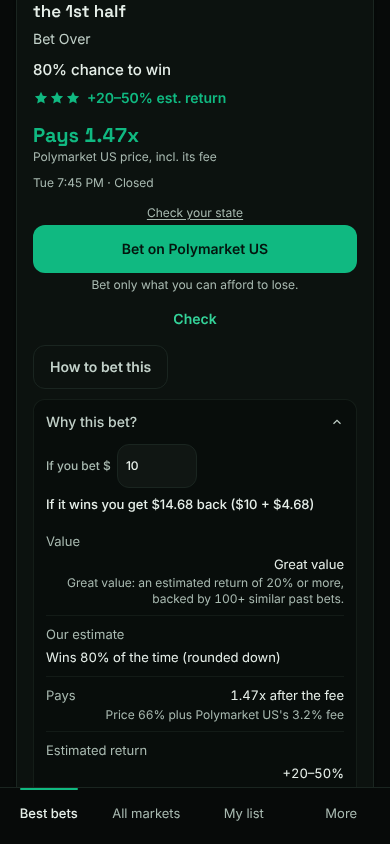 the 1st half
Bet Over
80% chance to win
★★★ +20–50% est. return
Pays 1.47x
Polymarket US price, incl. its fee
Tue 7:45 PM · Closed
Check your state
Bet on Polymarket US
Bet only what you can afford to lose.
Check
How to bet this
Why this bet?
If you bet $ 10
If it wins you get $14.68 back ($10 + $4.68)
Value
Great value
Great value: an estimated return of 20% or more,
backed by 100+ similar past bets.
Our estimate
Wins 80% of the time (rounded down)
Pays 1.47x after the fee
Price 66% plus Polymarket US's 3.2% fee
Estimated return
+20–50%
Best bets All markets My list More